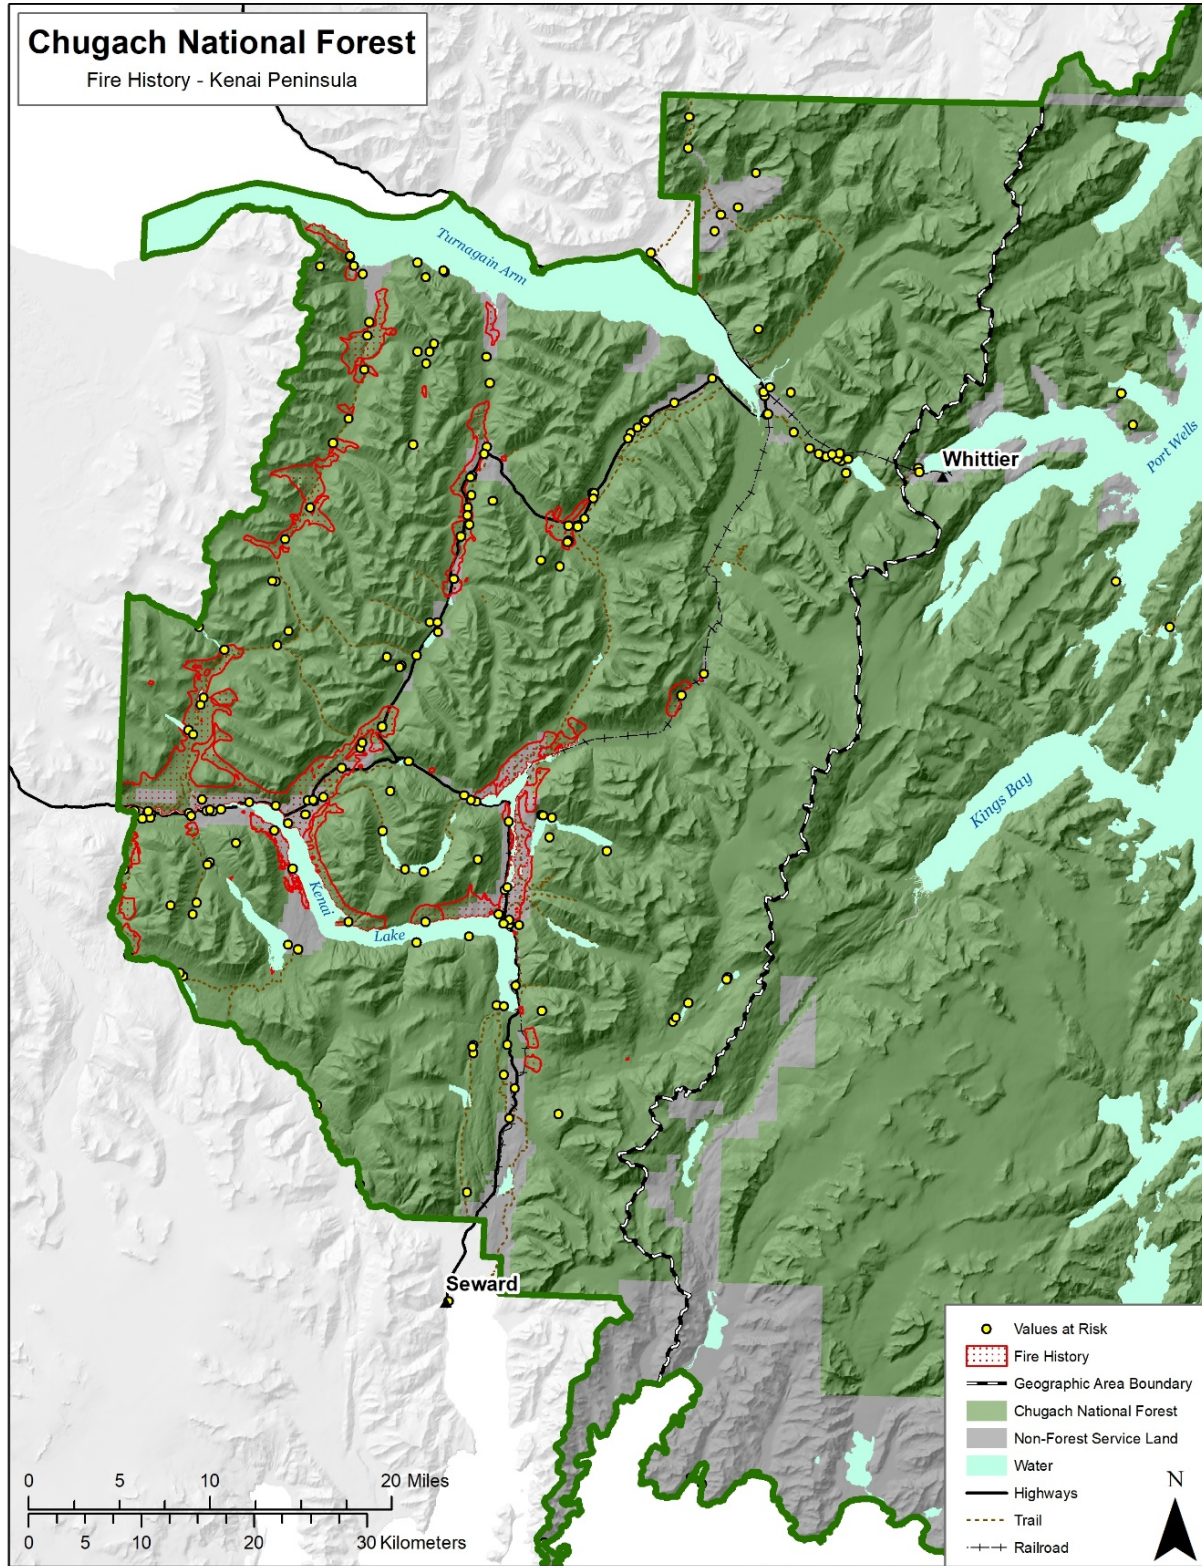 Chugach National Forest
Fire History - Kenai Peninsula
Turnagain Arm
Whittier
Port Wells
Kings Bay
Kenai
Lake
Seward
Values at Risk
Fire History
Geographic Area Boundary
Chugach National Forest
Non-Forest Service Land
Water
Highways
Trail
Railroad
N
0 5 10 20 Miles
0 5 10 20 30 Kilometers